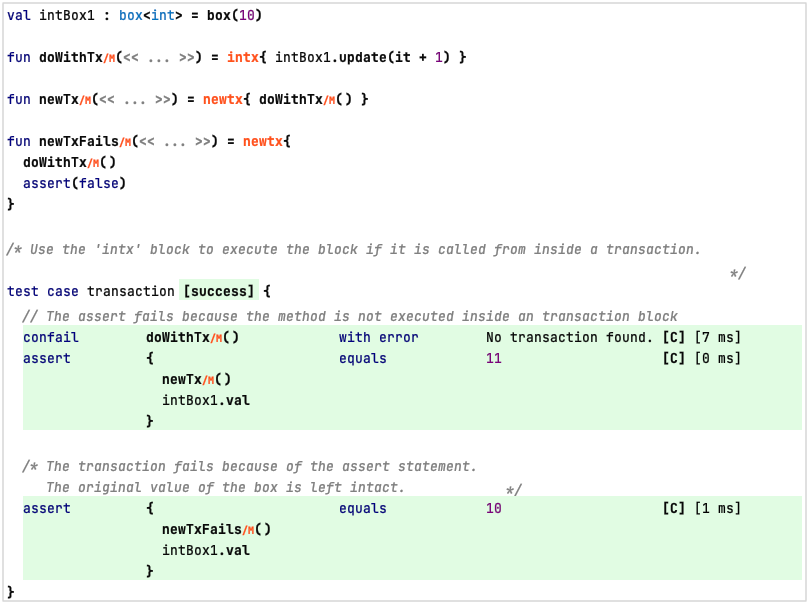 val intBox1 : box<int> = box(10)
fun doWithTx/M(<< ... >>) = intx{ intBox1.update(it + 1) }
fun newTx/M(<< ... >>) = newtx{ doWithTx/M() }
fun newTxFails/M(<< ... >>) = newtx{
doWithTx/M()
assert(false)
}
/* Use the 'intx' block to execute the block if it is called from inside a transaction.
*/
test case transaction [success] {
// The assert fails because the method is not executed inside an transaction block
confail doWithTx/M() with error No transaction found. [C] [7 ms]
assert { equals 11 [C] [0 ms]
newTx/M()
intBox1.val
}
/* The transaction fails because of the assert statement.
The original value of the box is left intact. */
assert { equals 10 [C] [1 ms]
newTxFails/M()
intBox1.val
}
}